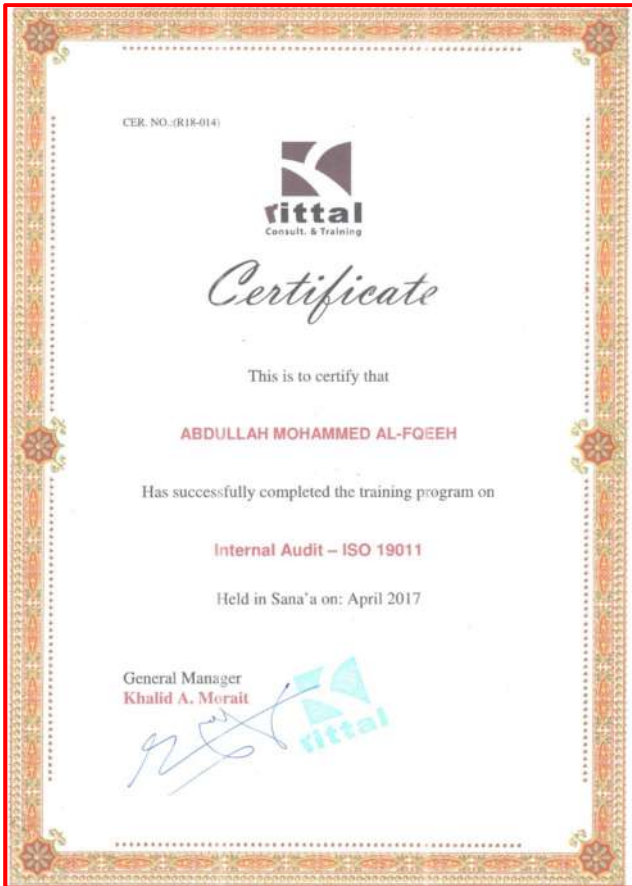 CER. NO.:(R18-014)
rittal
Consult. & Training
Certificate
This is to certify that
ABDULLAH MOHAMMED AL-FQEEH
Has successfully completed the training program on
Internal Audit – ISO 19011
Held in Sana’a on: April 2017
General Manager
Khalid A. Morait
rittal